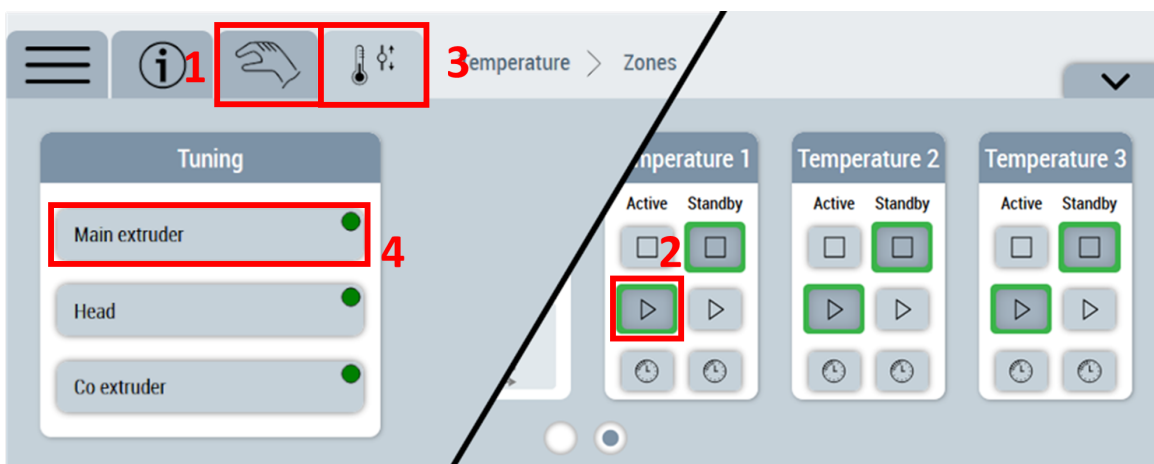 1
3
emperature > Zones
Tuning
Main extruder
4
Head
Co extruder
mperature 1
Active Standby
2
Temperature 2
Active Standby
Temperature 3
Active Standby